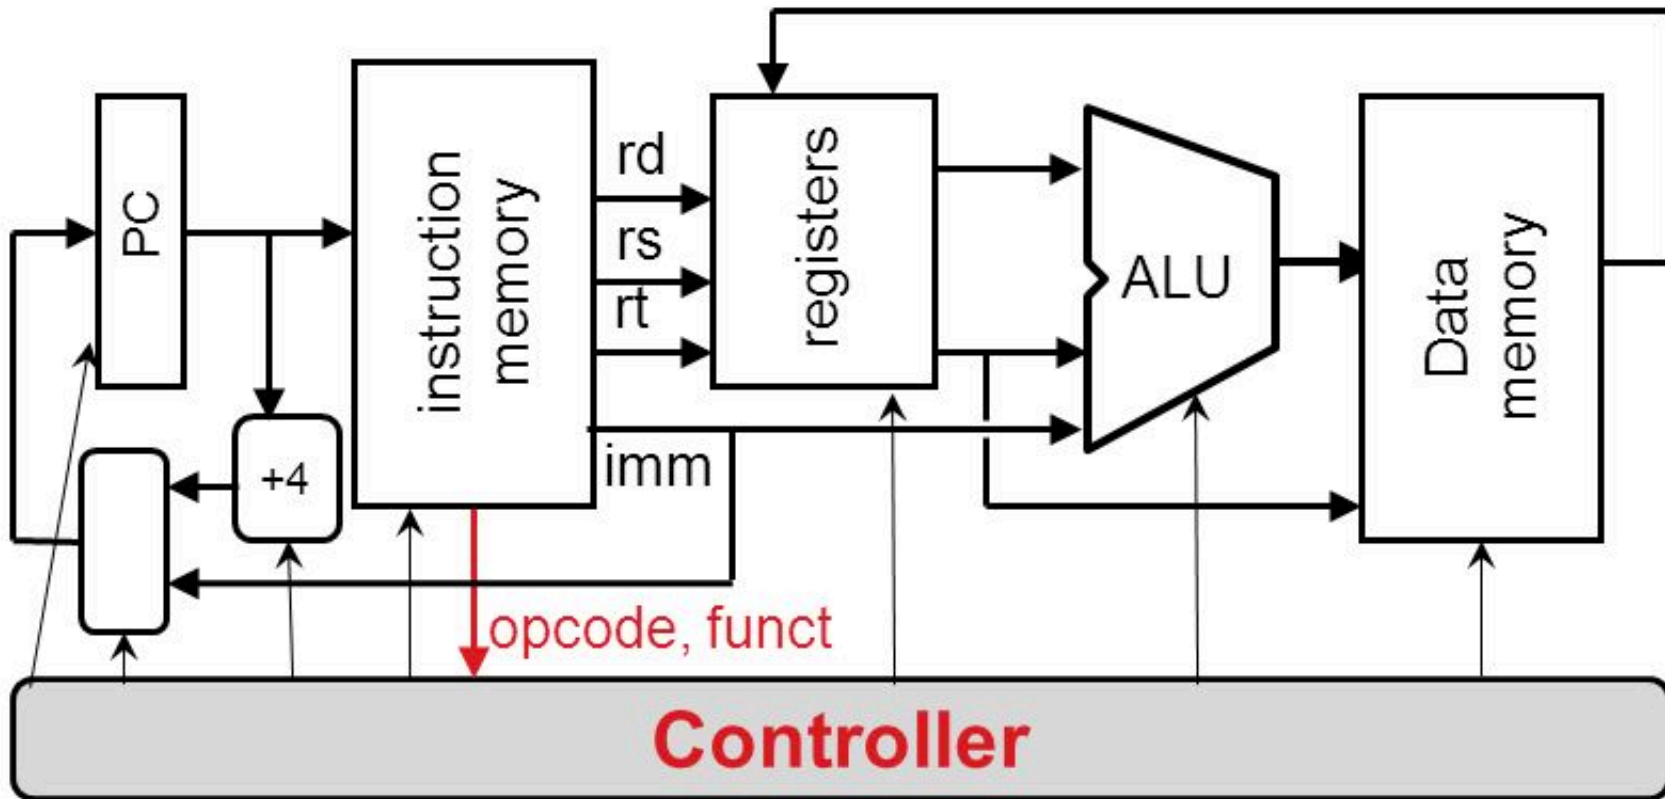 PC
+4
instruction
memory
rd
rs
rt
imm
opcode, funct
registers
ALU
Data
memory
Controller